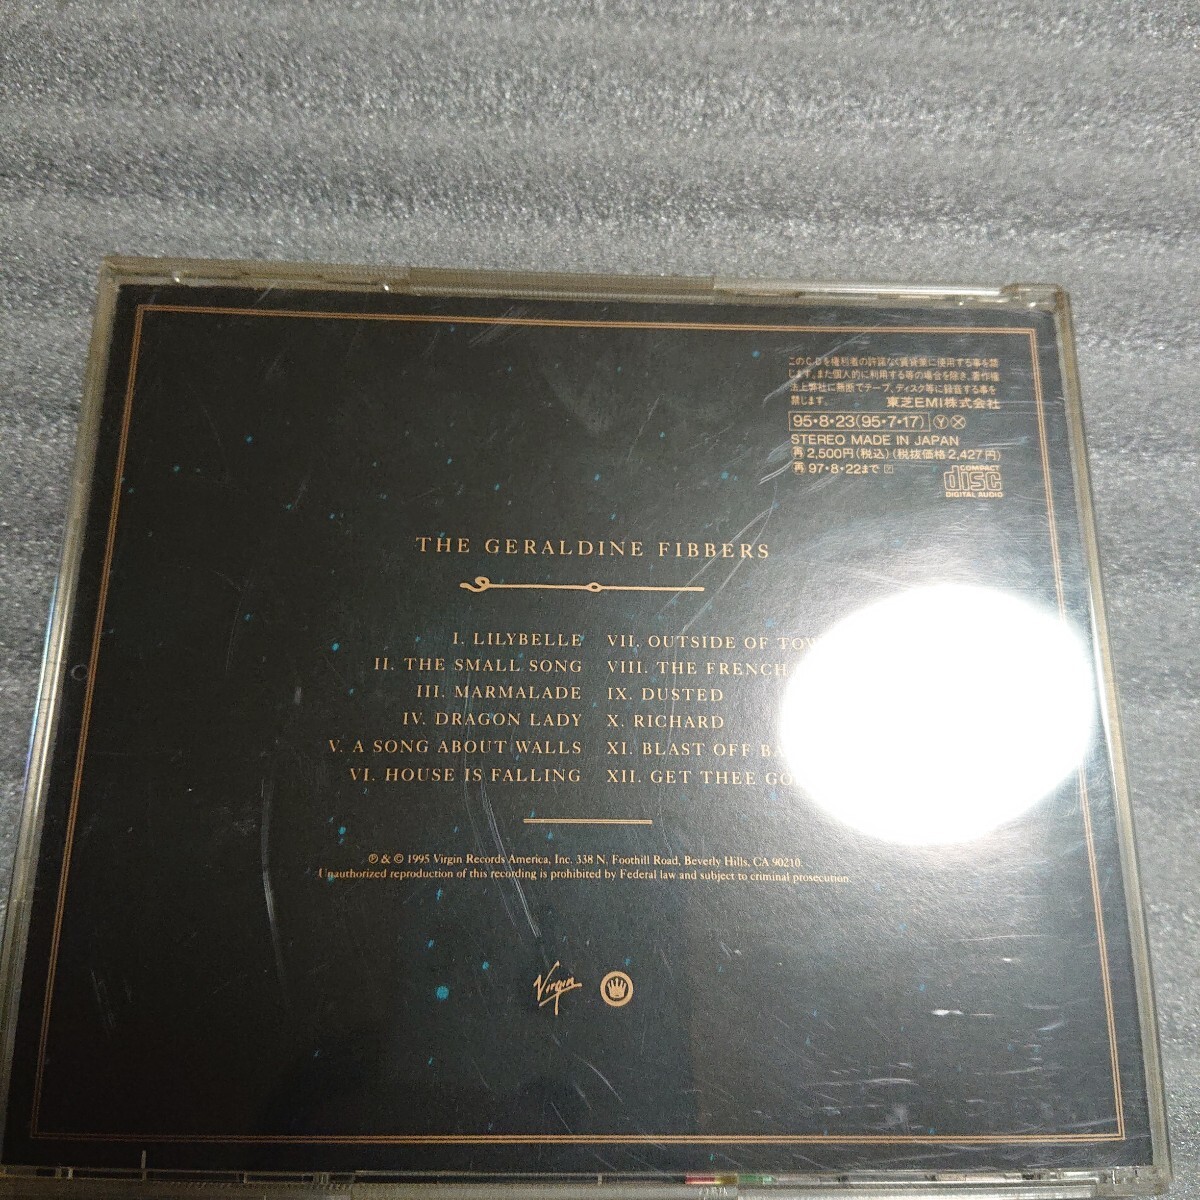 このCDを権利者の許諾なく賃貸業に使用する事を禁
じます。また個人的に利用する等の場合を除き、著作権
法上弊社に無断でテープ、ディスク等に録音する事を
禁じます。 東芝EMI株式会社
95・8・23(95・7・17) Ⓨ Ⓧ
STEREO MADE IN JAPAN
再 2,500円(税込)(税抜価格2,427円)
再 97・8・22まで
COMPACT
disc
DIGITAL AUDIO
THE GERALDINE FIBBERS
I. LILYBELLE
II. THE SMALL SONG
III. MARMALADE
IV. DRAGON LADY
V. A SONG ABOUT WALLS
VI. HOUSE IS FALLING
VII. OUTSIDE OF
VIII. THE FRENCH
IX. DUSTED
X. RICHARD
XI. BLAST OFF
XII. GET THEE
℗ & © 1995 Virgin Records America, Inc. 338 N. Foothill Road, Beverly Hills, CA 90210.
Unauthorized reproduction of this recording is prohibited by Federal law and subject to criminal prosecution.
Virgin